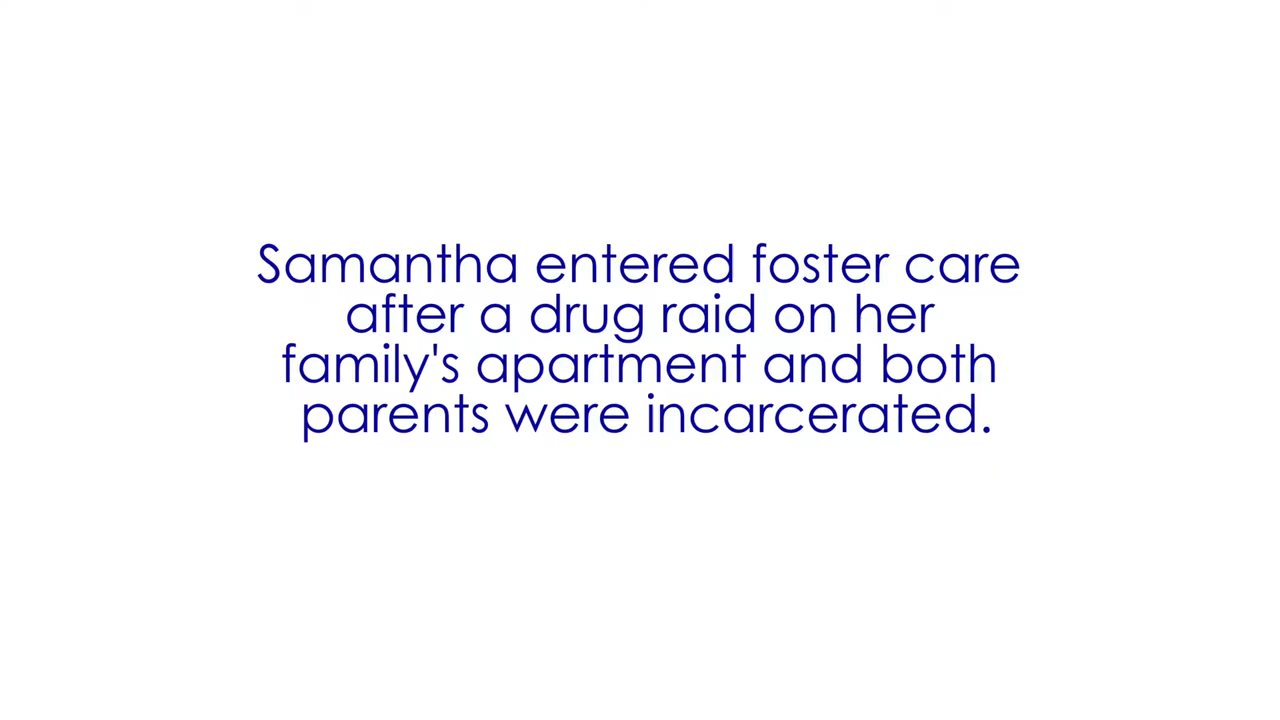 Samantha entered foster care
after a drug raid on her
family's apartment and both
parents were incarcerated.